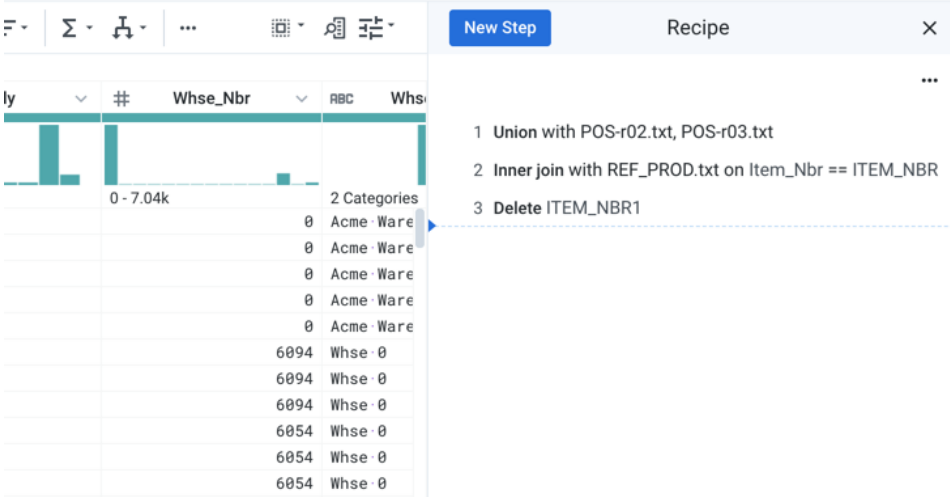 Σ
New Step
Recipe
ly
# Whse_Nbr
ABC Whs
0 - 7.04k
2 Categories
0 Acme·Ware
0 Acme·Ware
0 Acme·Ware
0 Acme·Ware
0 Acme·Ware
6094 Whse·0
6094 Whse·0
6094 Whse·0
6054 Whse·0
6054 Whse·0
6054 Whse·0
1 Union with POS-r02.txt, POS-r03.txt
2 Inner join with REF_PROD.txt on Item_Nbr == ITEM_NBR
3 Delete ITEM_NBR1